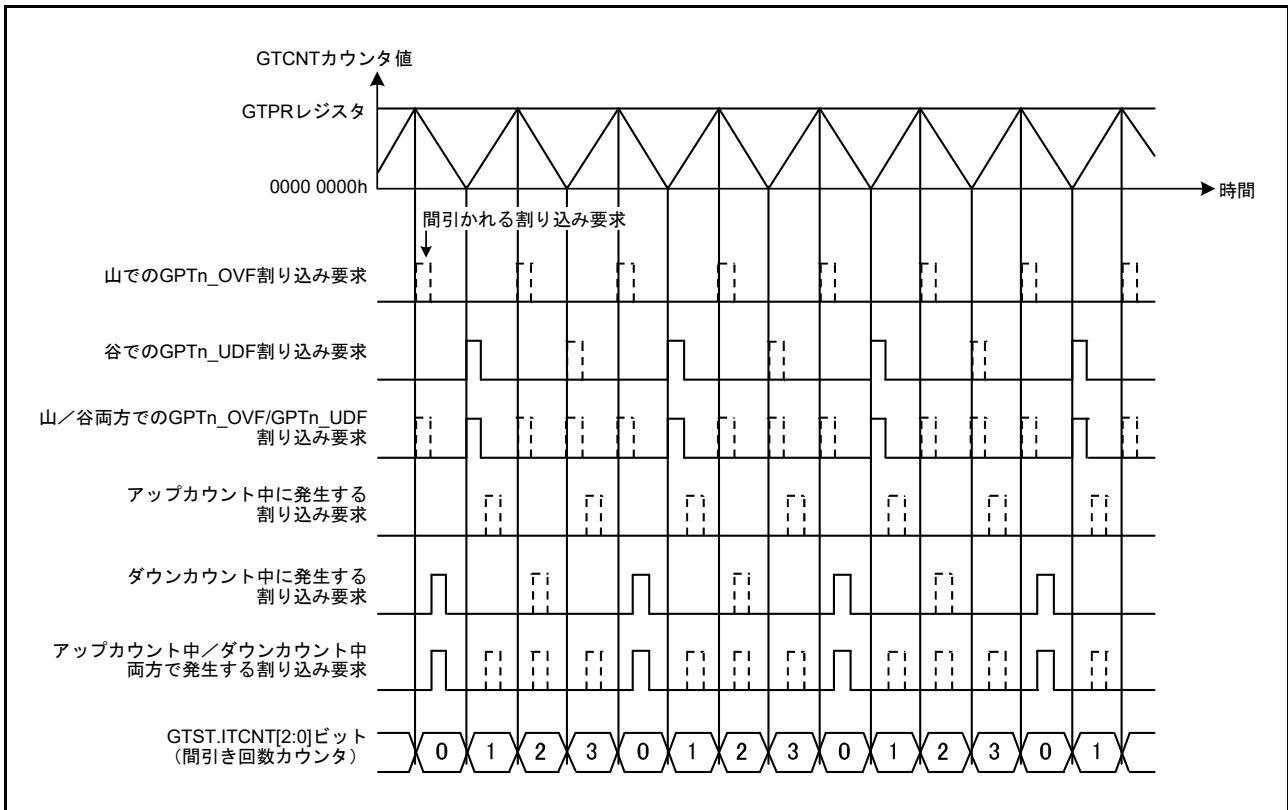 GTCNTカウンタ値
GTPRレジスタ
0000 0000h
時間
間引かれる割り込み要求
山でのGPTn_OVF割り込み要求
谷でのGPTn_UDF割り込み要求
山／谷両方でのGPTn_OVF/GPTn_UDF
割り込み要求
アップカウント中に発生する
割り込み要求
ダウンカウント中に発生する
割り込み要求
アップカウント中／ダウンカウント中
両方で発生する割り込み要求
GTST.ITCNT[2:0]ビット
（間引き回数カウンタ）
0 1 2 3 0 1 2 3 0 1 2 3 0 1